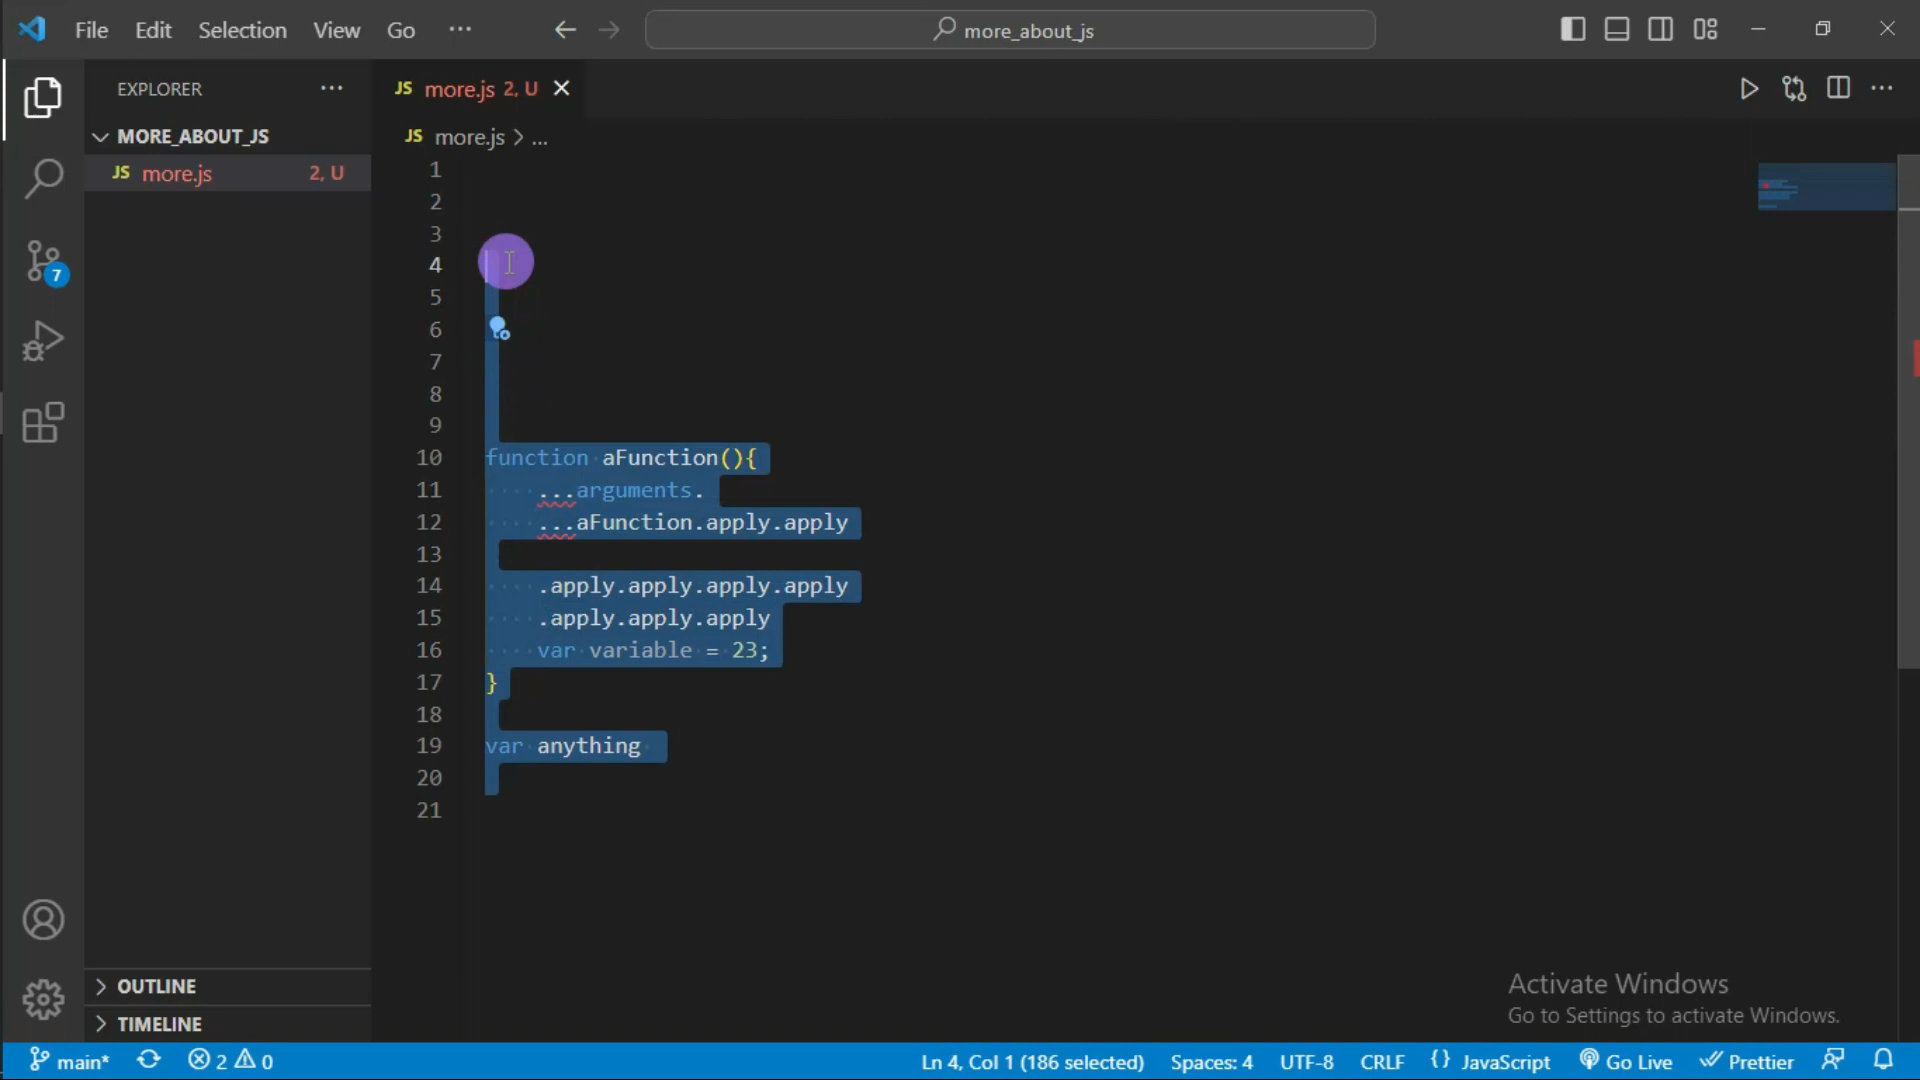 File Edit Selection View Go ...
more_about_js
EXPLORER ...
MORE_ABOUT_JS
JS more.js 2, U
JS more.js 2, U
JS more.js > ...
1
2
3
4
5
6
7
8
9
10 function aFunction(){
11 ...arguments.
12 ...aFunction.apply.apply
13
14 .apply.apply.apply.apply
15 .apply.apply.apply
16 var variable = 23;
17 }
18
19 var anything
20
21
7
OUTLINE
TIMELINE
Activate Windows
Go to Settings to activate Windows.
main* 2 0 Ln 4, Col 1 (186 selected) Spaces: 4 UTF-8 CRLF {} JavaScript Go Live Prettier